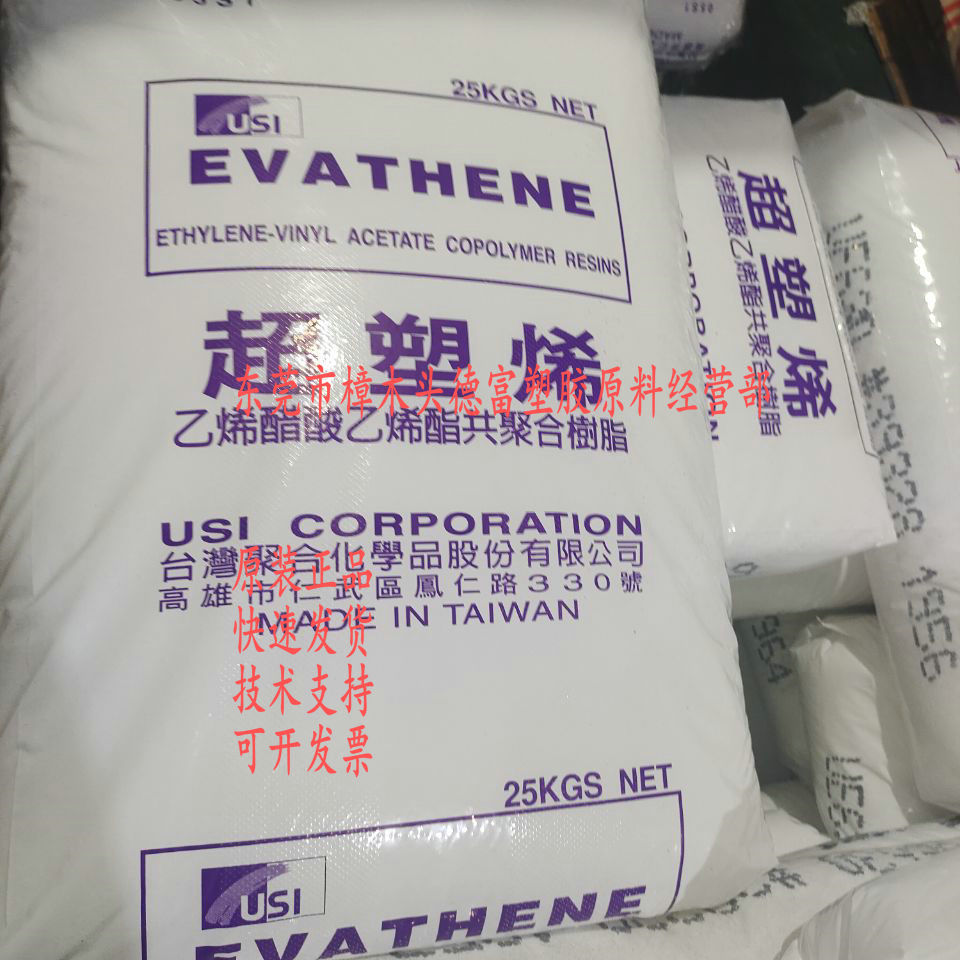 25KGS NET
USI
EVATHENE
ETHYLENE-VINYL ACETATE COPOLYMER RESINS
超塑烯
东莞市樟木头德富塑胶原料经营部
乙烯醋酸乙烯酯共聚合樹脂
USI CORPORATION
台灣聚合化學品股份有限公司
高雄市仁武區鳳仁路330號
MADE IN TAIWAN
原装正品
快速发货
技术支持
可开发票
25KGS NET
USI
EVATHENE
超塑烯
乙烯醋酸乙烯酯共聚合樹脂
1956